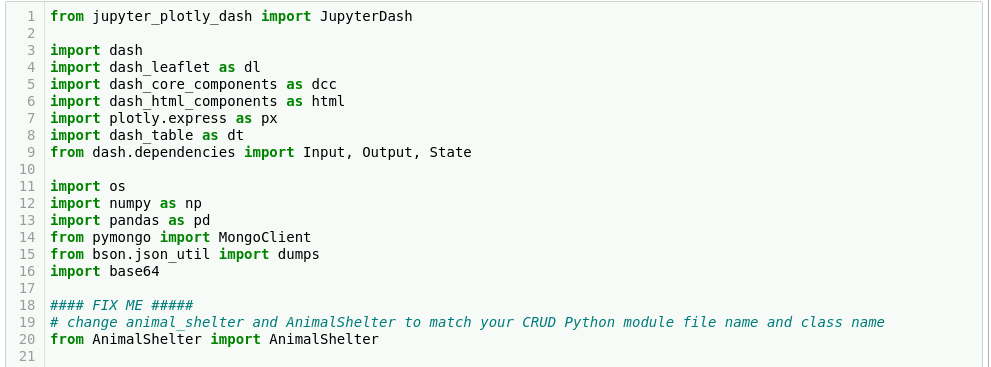 1 from jupyter_plotly_dash import JupyterDash
2
3 import dash
4 import dash_leaflet as dl
5 import dash_core_components as dcc
6 import dash_html_components as html
7 import plotly.express as px
8 import dash_table as dt
9 from dash.dependencies import Input, Output, State
10
11 import os
12 import numpy as np
13 import pandas as pd
14 from pymongo import MongoClient
15 from bson.json_util import dumps
16 import base64
17
18 #### FIX ME #####
19 # change animal_shelter and AnimalShelter to match your CRUD Python module file name and class name
20 from AnimalShelter import AnimalShelter
21